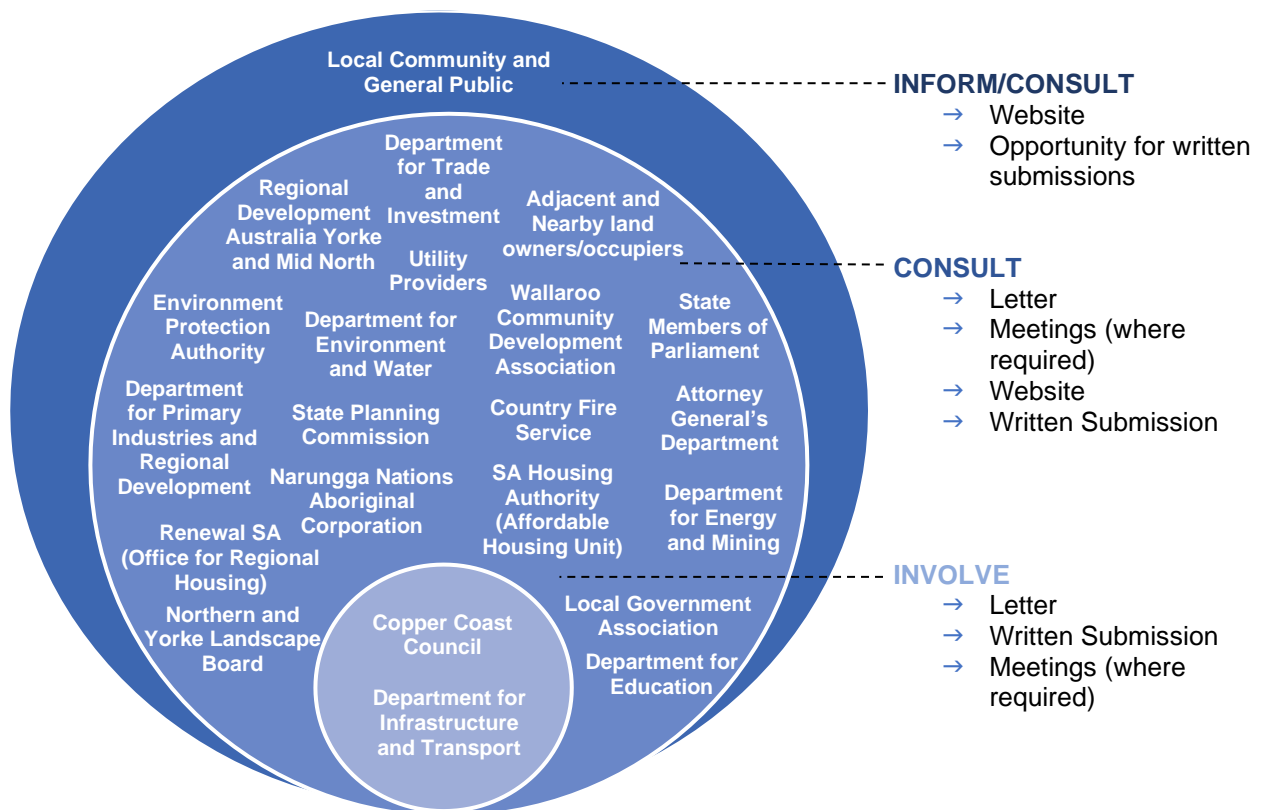 Local Community and
General Public
Department
for Trade
and
Investment
Regional
Development
Australia Yorke
and Mid North
Adjacent and
Nearby land
owners/occupiers
Utility
Providers
Environment
Protection
Authority
Department for
Environment
and Water
Wallaroo
Community
Development
Association
State
Members of
Parliament
Department
for Primary
Industries and
Regional
Development
State Planning
Commission
Country Fire
Service
Attorney
General’s
Department
Narungga Nations
Aboriginal
Corporation
SA Housing
Authority
(Affordable
Housing Unit)
Department
for Energy
and Mining
Renewal SA
(Office for Regional
Housing)
Northern and
Yorke Landscape
Board
Local Government
Association
Department for
Education
Copper Coast
Council
Department for
Infrastructure
and Transport
INFORM/CONSULT
→ Website
→ Opportunity for written
submissions
CONSULT
→ Letter
→ Meetings (where
required)
→ Website
→ Written Submission
INVOLVE
→ Letter
→ Written Submission
→ Meetings (where
required)